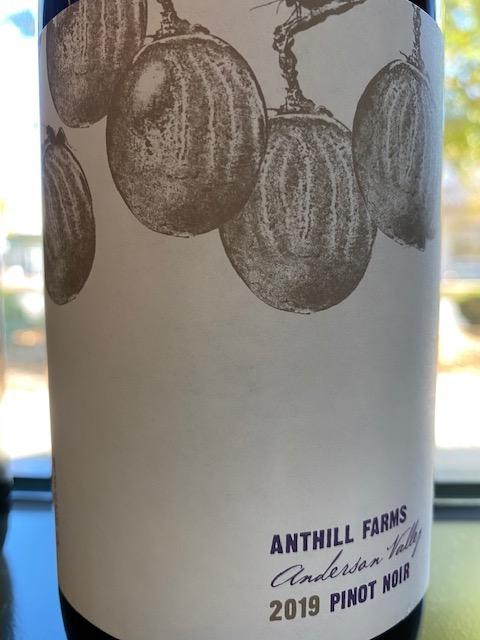 ANTHILL FARMS
Anderson Valley
2019 PINOT NOIR